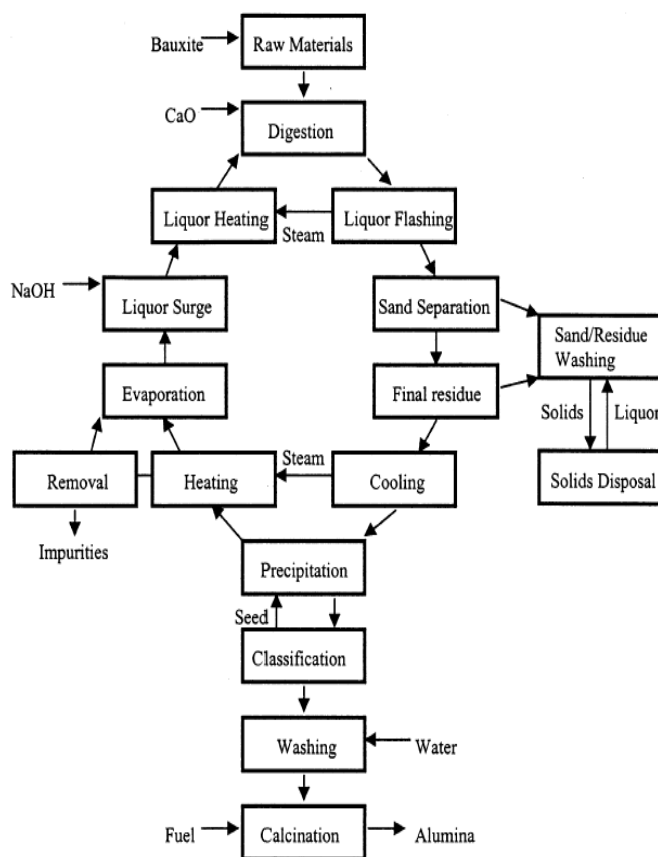 Bauxite
Raw Materials
CaO
Digestion
Liquor Heating
Steam
Liquor Flashing
NaOH
Liquor Surge
Sand Separation
Sand/Residue
Washing
Evaporation
Final residue
Solids
Liquor
Removal
Heating
Steam
Cooling
Solids Disposal
Impurities
Precipitation
Seed
Classification
Washing
Water
Fuel
Calcination
Alumina